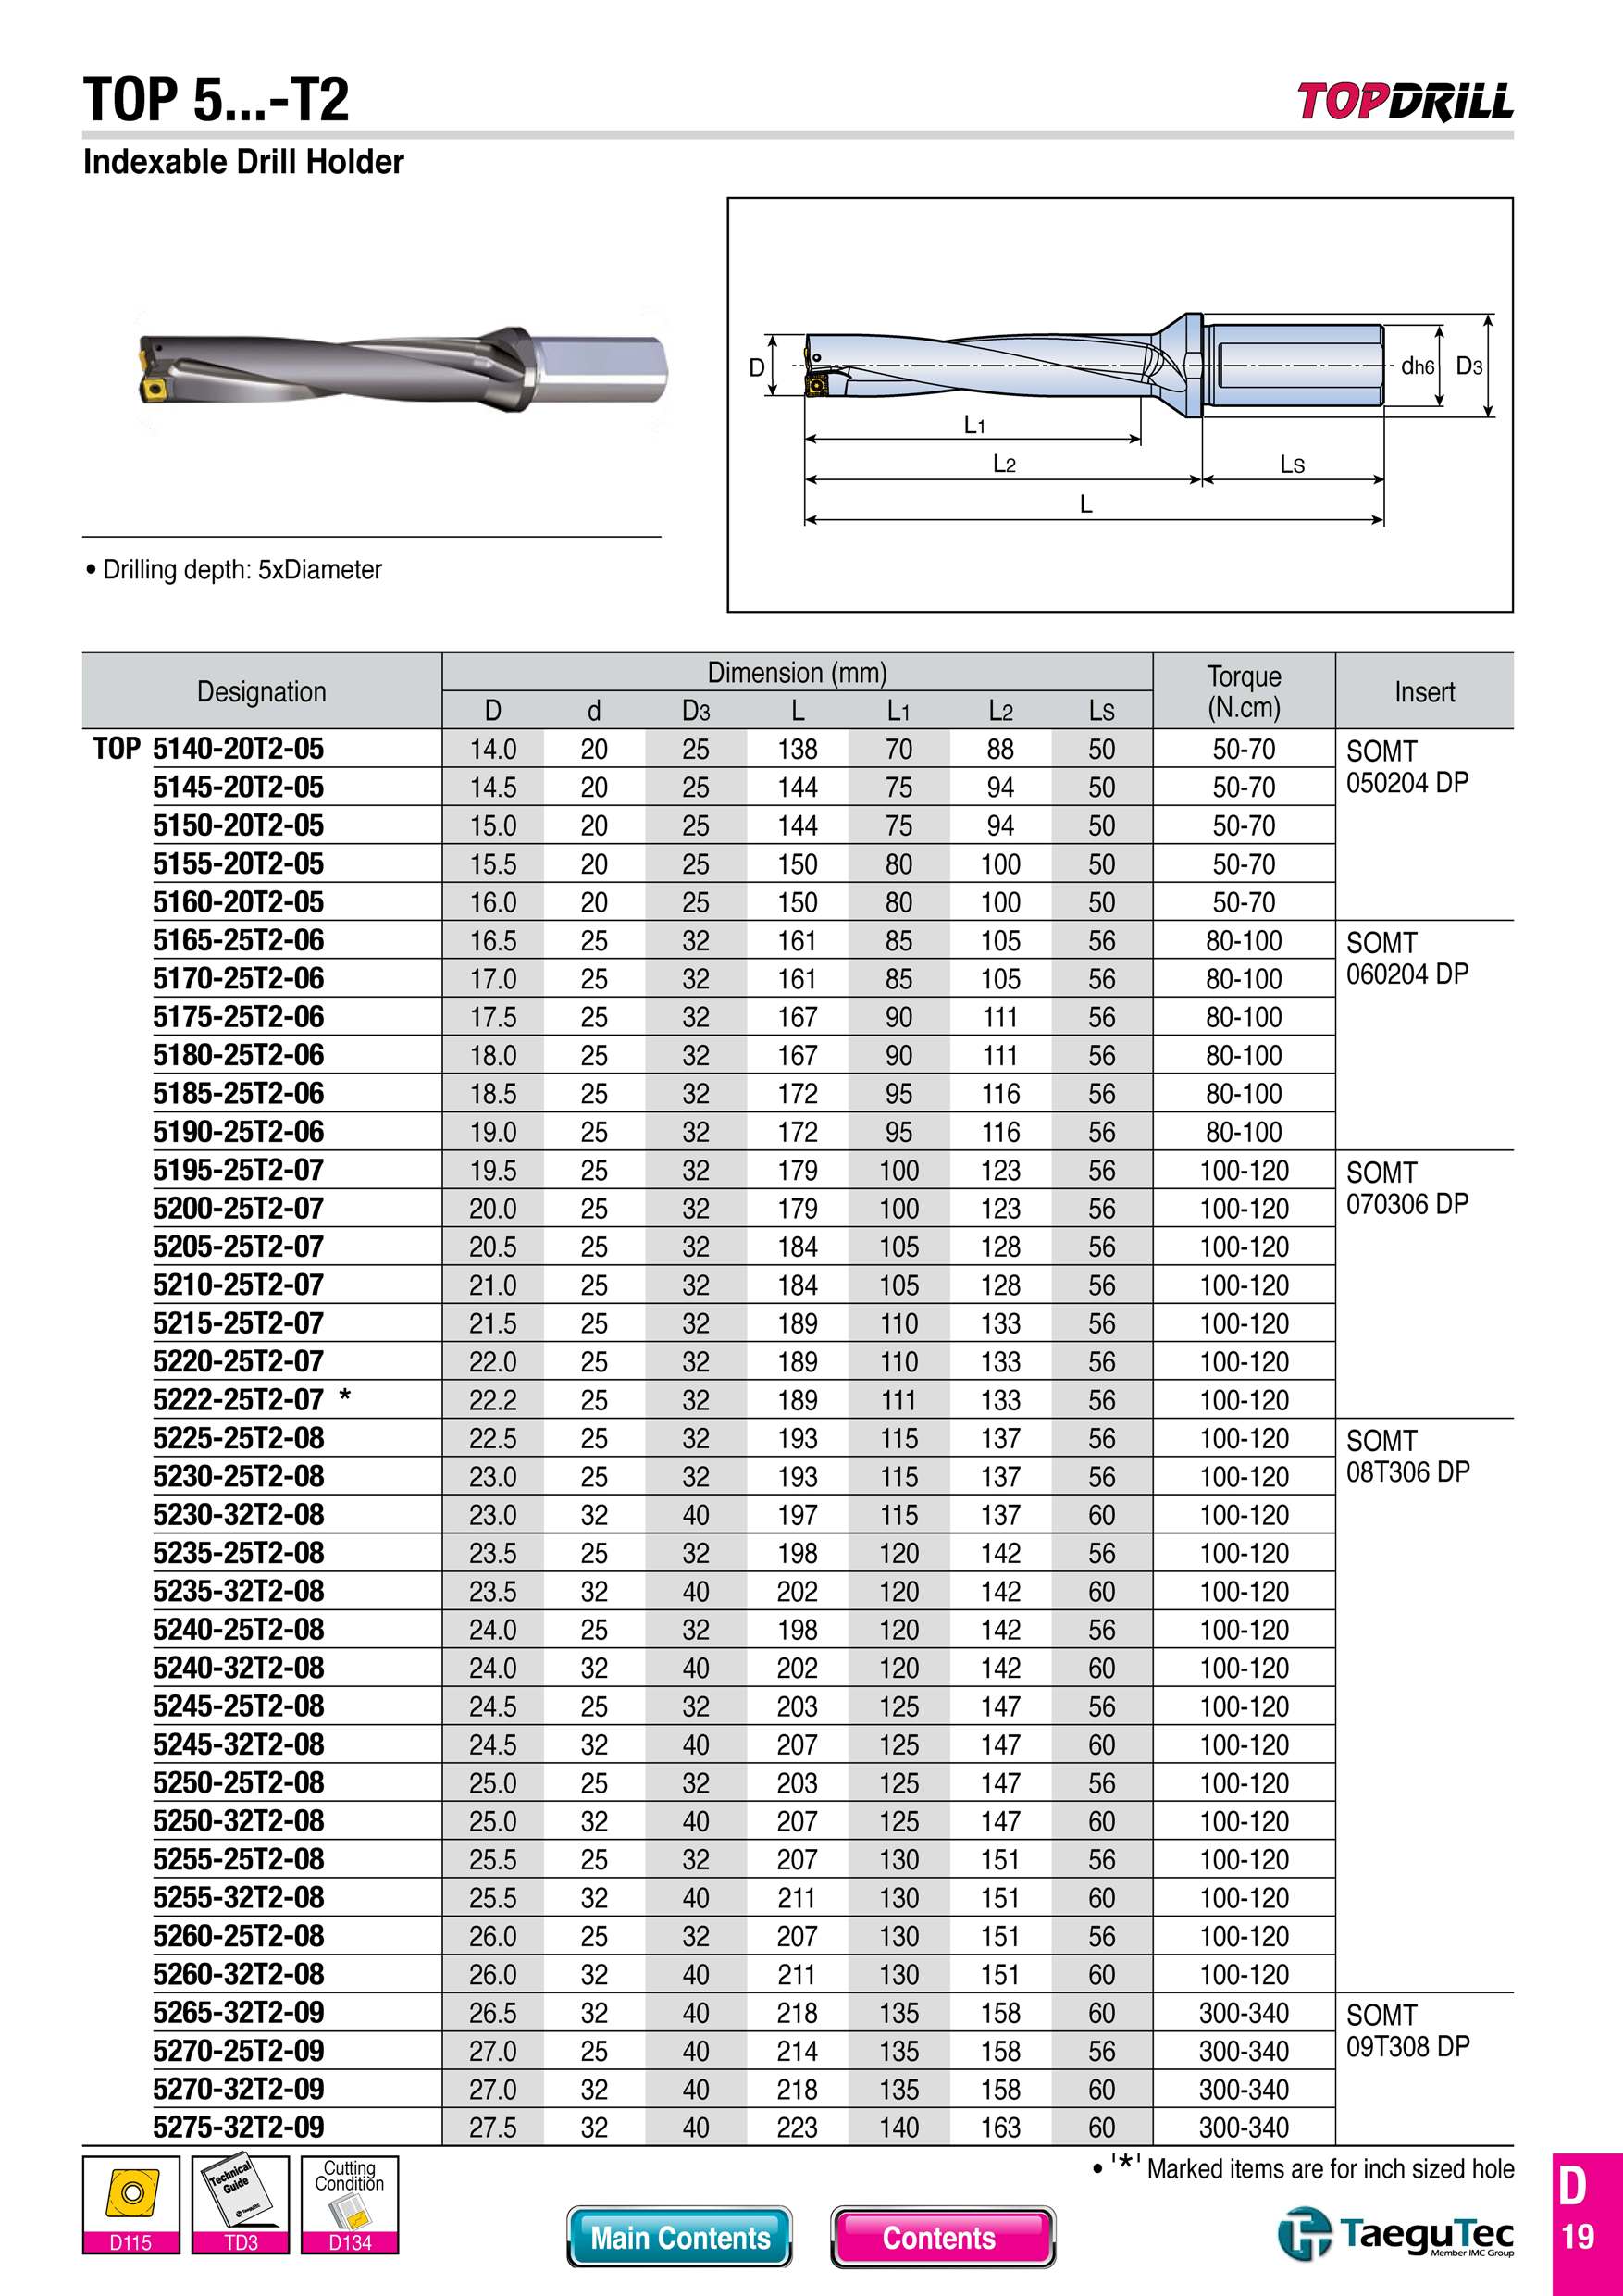 TOP 5...-T2
TOPDRILL
Indexable Drill Holder
D
dh6
D3
L1
L2
LS
L
• Drilling depth: 5xDiameter
Designation
Dimension (mm)
Torque
(N.cm)
Insert
D d D3 L L1 L2 LS
TOP 5140-20T2-05 14.0 20 25 138 70 88 50 50-70 SOMT
5145-20T2-05 14.5 20 25 144 75 94 50 50-70 050204 DP
5150-20T2-05 15.0 20 25 144 75 94 50 50-70
5155-20T2-05 15.5 20 25 150 80 100 50 50-70
5160-20T2-05 16.0 20 25 150 80 100 50 50-70
5165-25T2-06 16.5 25 32 161 85 105 56 80-100 SOMT
5170-25T2-06 17.0 25 32 161 85 105 56 80-100 060204 DP
5175-25T2-06 17.5 25 32 167 90 111 56 80-100
5180-25T2-06 18.0 25 32 167 90 111 56 80-100
5185-25T2-06 18.5 25 32 172 95 116 56 80-100
5190-25T2-06 19.0 25 32 172 95 116 56 80-100
5195-25T2-07 19.5 25 32 179 100 123 56 100-120 SOMT
5200-25T2-07 20.0 25 32 179 100 123 56 100-120 070306 DP
5205-25T2-07 20.5 25 32 184 105 128 56 100-120
5210-25T2-07 21.0 25 32 184 105 128 56 100-120
5215-25T2-07 21.5 25 32 189 110 133 56 100-120
5220-25T2-07 22.0 25 32 189 110 133 56 100-120
5222-25T2-07 * 22.2 25 32 189 111 133 56 100-120
5225-25T2-08 22.5 25 32 193 115 137 56 100-120 SOMT
5230-25T2-08 23.0 25 32 193 115 137 56 100-120 08T306 DP
5230-32T2-08 23.0 32 40 197 115 137 60 100-120
5235-25T2-08 23.5 25 32 198 120 142 56 100-120
5235-32T2-08 23.5 32 40 202 120 142 60 100-120
5240-25T2-08 24.0 25 32 198 120 142 56 100-120
5240-32T2-08 24.0 32 40 202 120 142 60 100-120
5245-25T2-08 24.5 25 32 203 125 147 56 100-120
5245-32T2-08 24.5 32 40 207 125 147 60 100-120
5250-25T2-08 25.0 25 32 203 125 147 56 100-120
5250-32T2-08 25.0 32 40 207 125 147 60 100-120
5255-25T2-08 25.5 25 32 207 130 151 56 100-120
5255-32T2-08 25.5 32 40 211 130 151 60 100-120
5260-25T2-08 26.0 25 32 207 130 151 56 100-120
5260-32T2-08 26.0 32 40 211 130 151 60 100-120
5265-32T2-09 26.5 32 40 218 135 158 60 300-340 SOMT
5270-25T2-09 27.0 25 40 214 135 158 56 300-340 09T308 DP
5270-32T2-09 27.0 32 40 218 135 158 60 300-340
5275-32T2-09 27.5 32 40 223 140 163 60 300-340
• '*' Marked items are for inch sized hole
D115
Technical
Guide
TaeguTec
TD3
Cutting
Condition
D134
Main Contents
Contents
TaeguTec
Member IMC Group
D
19